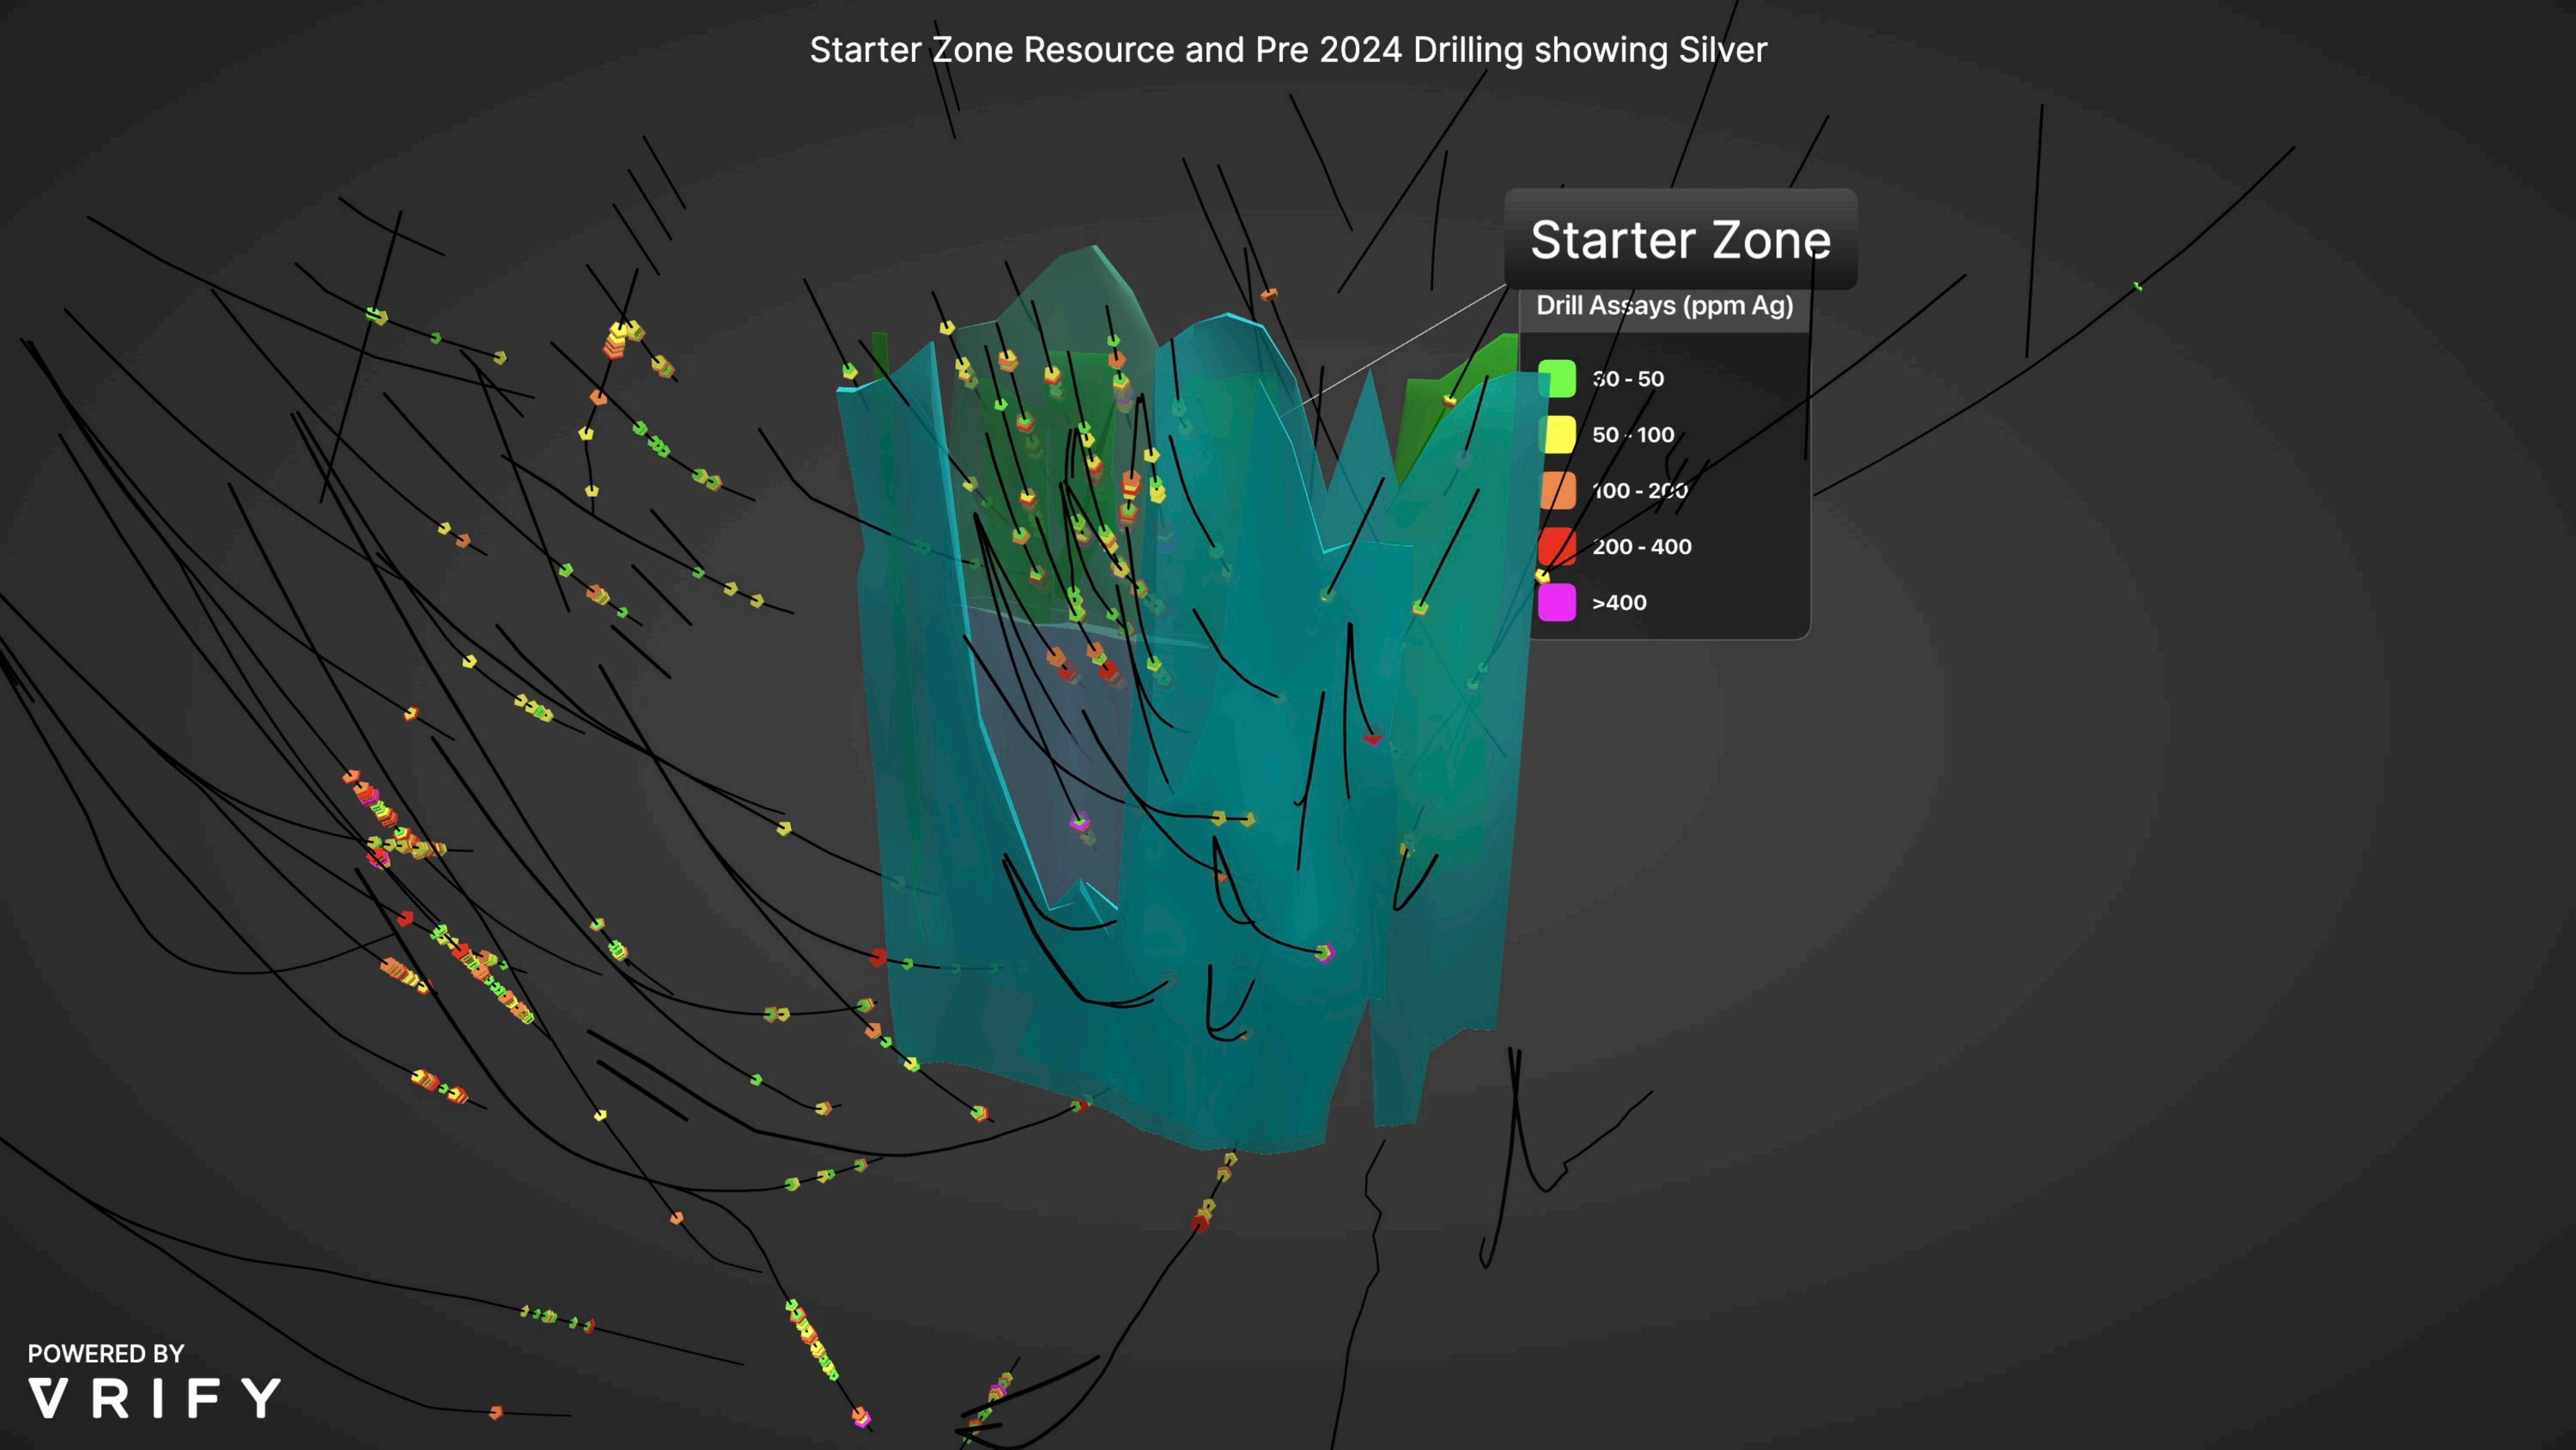 Starter Zone Resource and Pre 2024 Drilling showing Silver
Starter Zone
Drill Assays (ppm Ag)
30 - 50
50 - 100
100 - 200
200 - 400
>400
POWERED BY
VRIFY